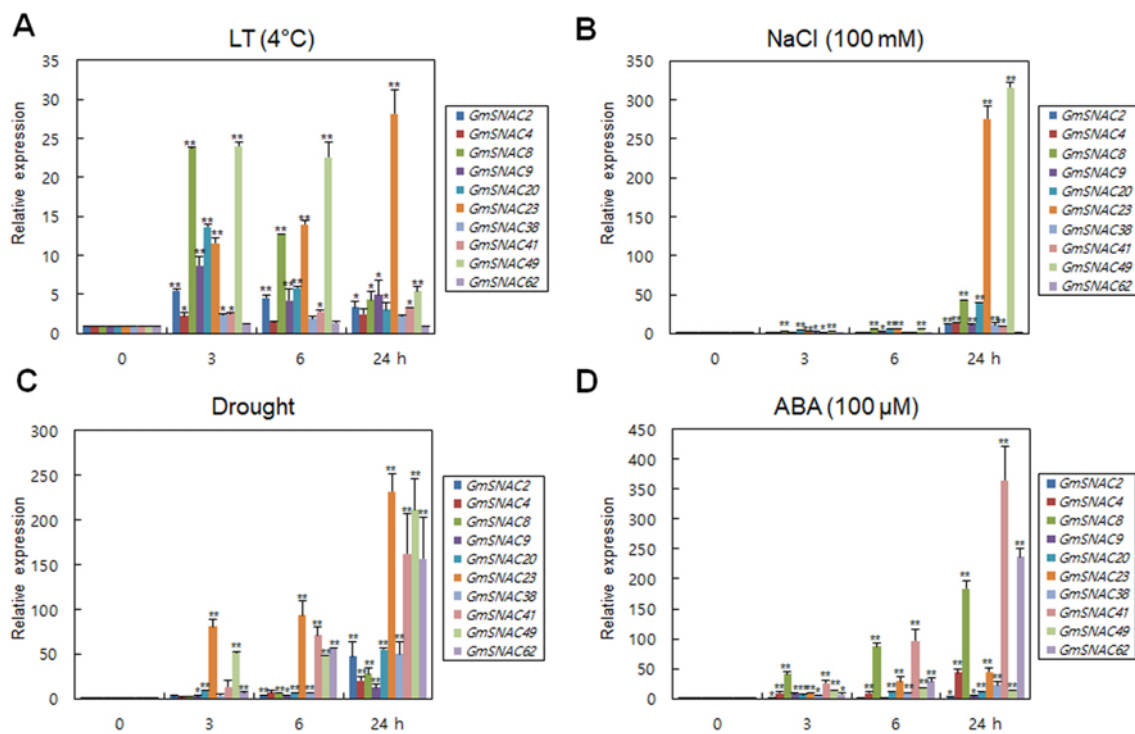 A
LT (4°C)
Relative expression
35
30
25
20
15
10
5
0
** * ** ** ** ** * * **
** ** ** ** ** * **
* * * * ** * **
0 3 6 24 h
GmSNAC2
GmSNAC4
GmSNAC8
GmSNAC9
GmSNAC20
GmSNAC23
GmSNAC38
GmSNAC41
GmSNAC49
GmSNAC62
B
NaCl (100 mM)
Relative expression
350
300
250
200
150
100
50
0
0 3 6 24 h
GmSNAC2
GmSNAC4
GmSNAC8
GmSNAC9
GmSNAC20
GmSNAC23
GmSNAC38
GmSNAC41
GmSNAC49
GmSNAC62
C
Drought
Relative expression
300
250
200
150
100
50
0
0 3 6 24 h
GmSNAC2
GmSNAC4
GmSNAC8
GmSNAC9
GmSNAC20
GmSNAC23
GmSNAC38
GmSNAC41
GmSNAC49
GmSNAC62
D
ABA (100 µM)
Relative expression
450
400
350
300
250
200
150
100
50
0
0 3 6 24 h
GmSNAC2
GmSNAC4
GmSNAC8
GmSNAC9
GmSNAC20
GmSNAC23
GmSNAC38
GmSNAC41
GmSNAC49
GmSNAC62